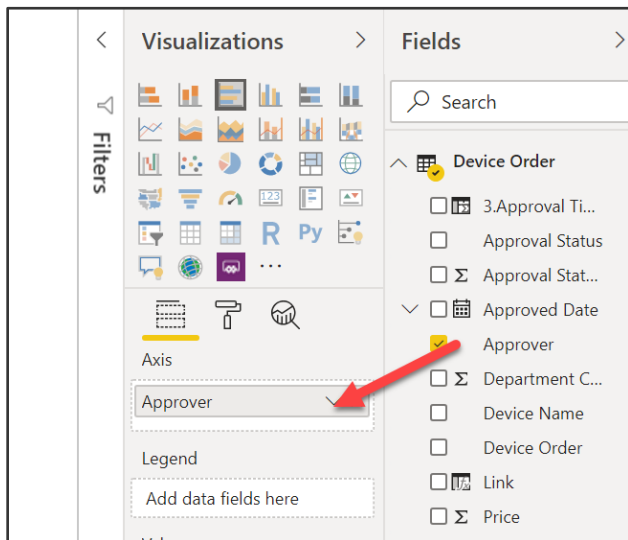 Visualizations
Fields
Search
Filters
Device Order
3.Approval Ti...
Approval Status
Approval Stat...
Approved Date
Approver
Department C...
Device Name
Device Order
Link
Price
123
R
Py
...
Axis
Approver
Legend
Add data fields here